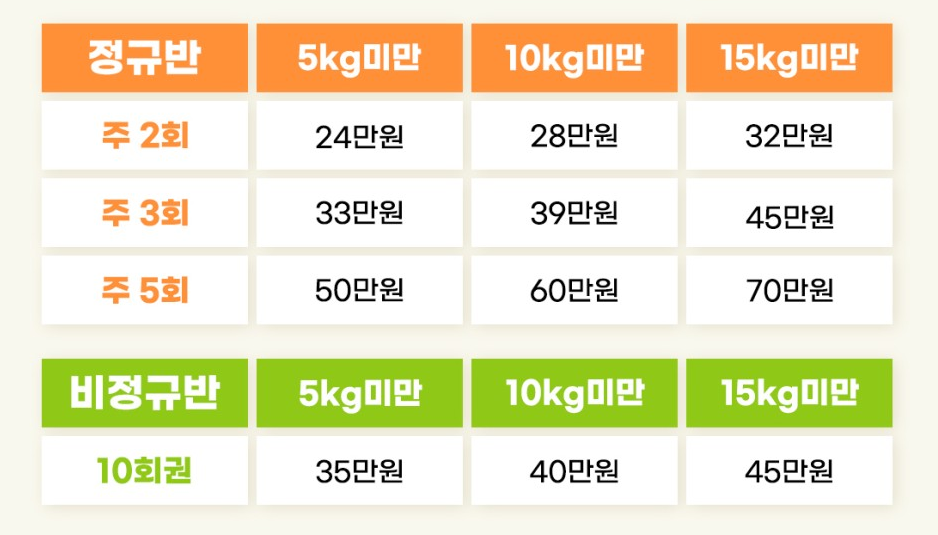 정규반 5kg미만 10kg미만 15kg미만
주 2회 24만원 28만원 32만원
주 3회 33만원 39만원 45만원
주 5회 50만원 60만원 70만원
비정규반 5kg미만 10kg미만 15kg미만
10회권 35만원 40만원 45만원